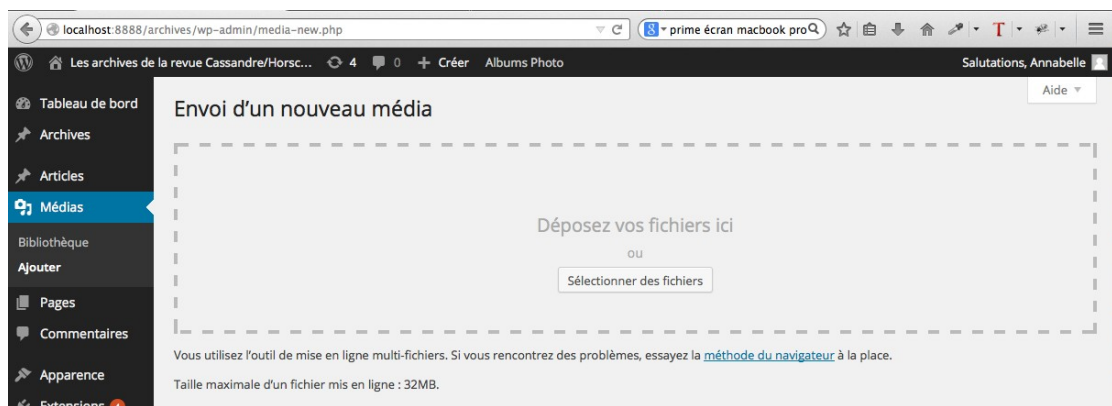 localhost:8888/archives/wp-admin/media-new.php
prime écran macbook pro
Les archives de la revue Cassandre/Horsc... 4 0 + Créer Albums Photo Salutations, Annabelle
Aide
Tableau de bord
Archives
Articles
Médias
Bibliothèque
Ajouter
Pages
Commentaires
Apparence
Extensions
Envoi d'un nouveau média
Déposez vos fichiers ici
ou
Sélectionner des fichiers
Vous utilisez l'outil de mise en ligne multi-fichiers. Si vous rencontrez des problèmes, essayez la méthode du navigateur à la place.
Taille maximale d'un fichier mis en ligne : 32MB.